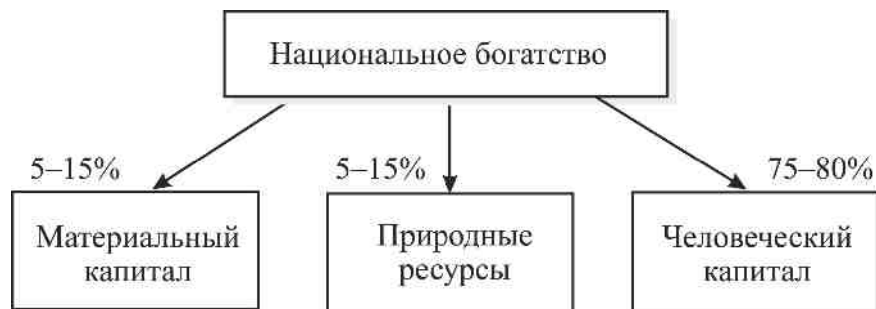 Национальное богатство
5–15%
5–15%
75–80%
Материальный
капитал
Природные
ресурсы
Человеческий
капитал